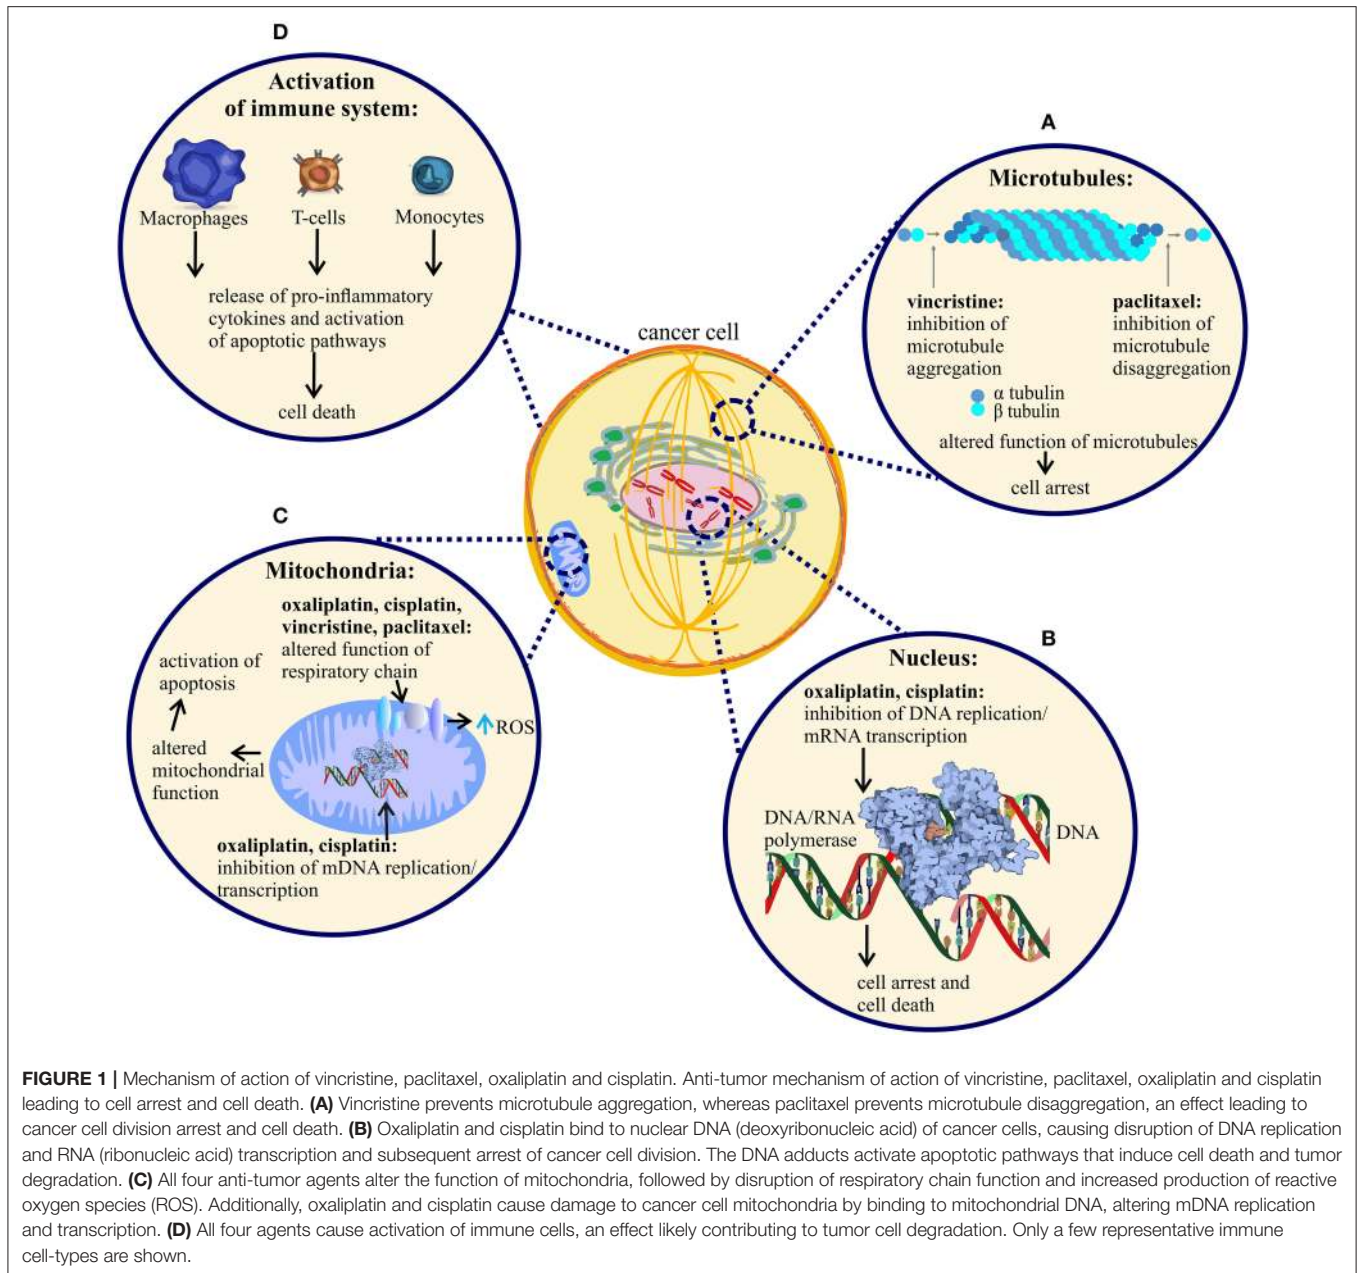 D
Activation
of immune system:
Macrophages
T-cells
Monocytes
release of pro-inflammatory
cytokines and activation
of apoptotic pathways
cell death
A
Microtubules:
vincristine:
inhibition of
microtubule
aggregation
paclitaxel:
inhibition of
microtubule
disaggregation
α tubulin
β tubulin
altered function of microtubules
cell arrest
cancer cell
C
Mitochondria:
oxaliplatin, cisplatin,
vincristine, paclitaxel:
altered function of
respiratory chain
activation of
apoptosis
ROS
altered
mitochondrial
function
oxaliplatin, cisplatin:
inhibition of mDNA replication/
transcription
B
Nucleus:
oxaliplatin, cisplatin:
inhibition of DNA replication/
mRNA transcription
DNA/RNA
polymerase
DNA
cell arrest and
cell death
FIGURE 1 | Mechanism of action of vincristine, paclitaxel, oxaliplatin and cisplatin. Anti-tumor mechanism of action of vincristine, paclitaxel, oxaliplatin and cisplatin
leading to cell arrest and cell death. (A) Vincristine prevents microtubule aggregation, whereas paclitaxel prevents microtubule disaggregation, an effect leading to
cancer cell division arrest and cell death. (B) Oxaliplatin and cisplatin bind to nuclear DNA (deoxyribonucleic acid) of cancer cells, causing disruption of DNA replication
and RNA (ribonucleic acid) transcription and subsequent arrest of cancer cell division. The DNA adducts activate apoptotic pathways that induce cell death and tumor
degradation. (C) All four anti-tumor agents alter the function of mitochondria, followed by disruption of respiratory chain function and increased production of reactive
oxygen species (ROS). Additionally, oxaliplatin and cisplatin cause damage to cancer cell mitochondria by binding to mitochondrial DNA, altering mDNA replication
and transcription. (D) All four agents cause activation of immune cells, an effect likely contributing to tumor cell degradation. Only a few representative immune
cell-types are shown.